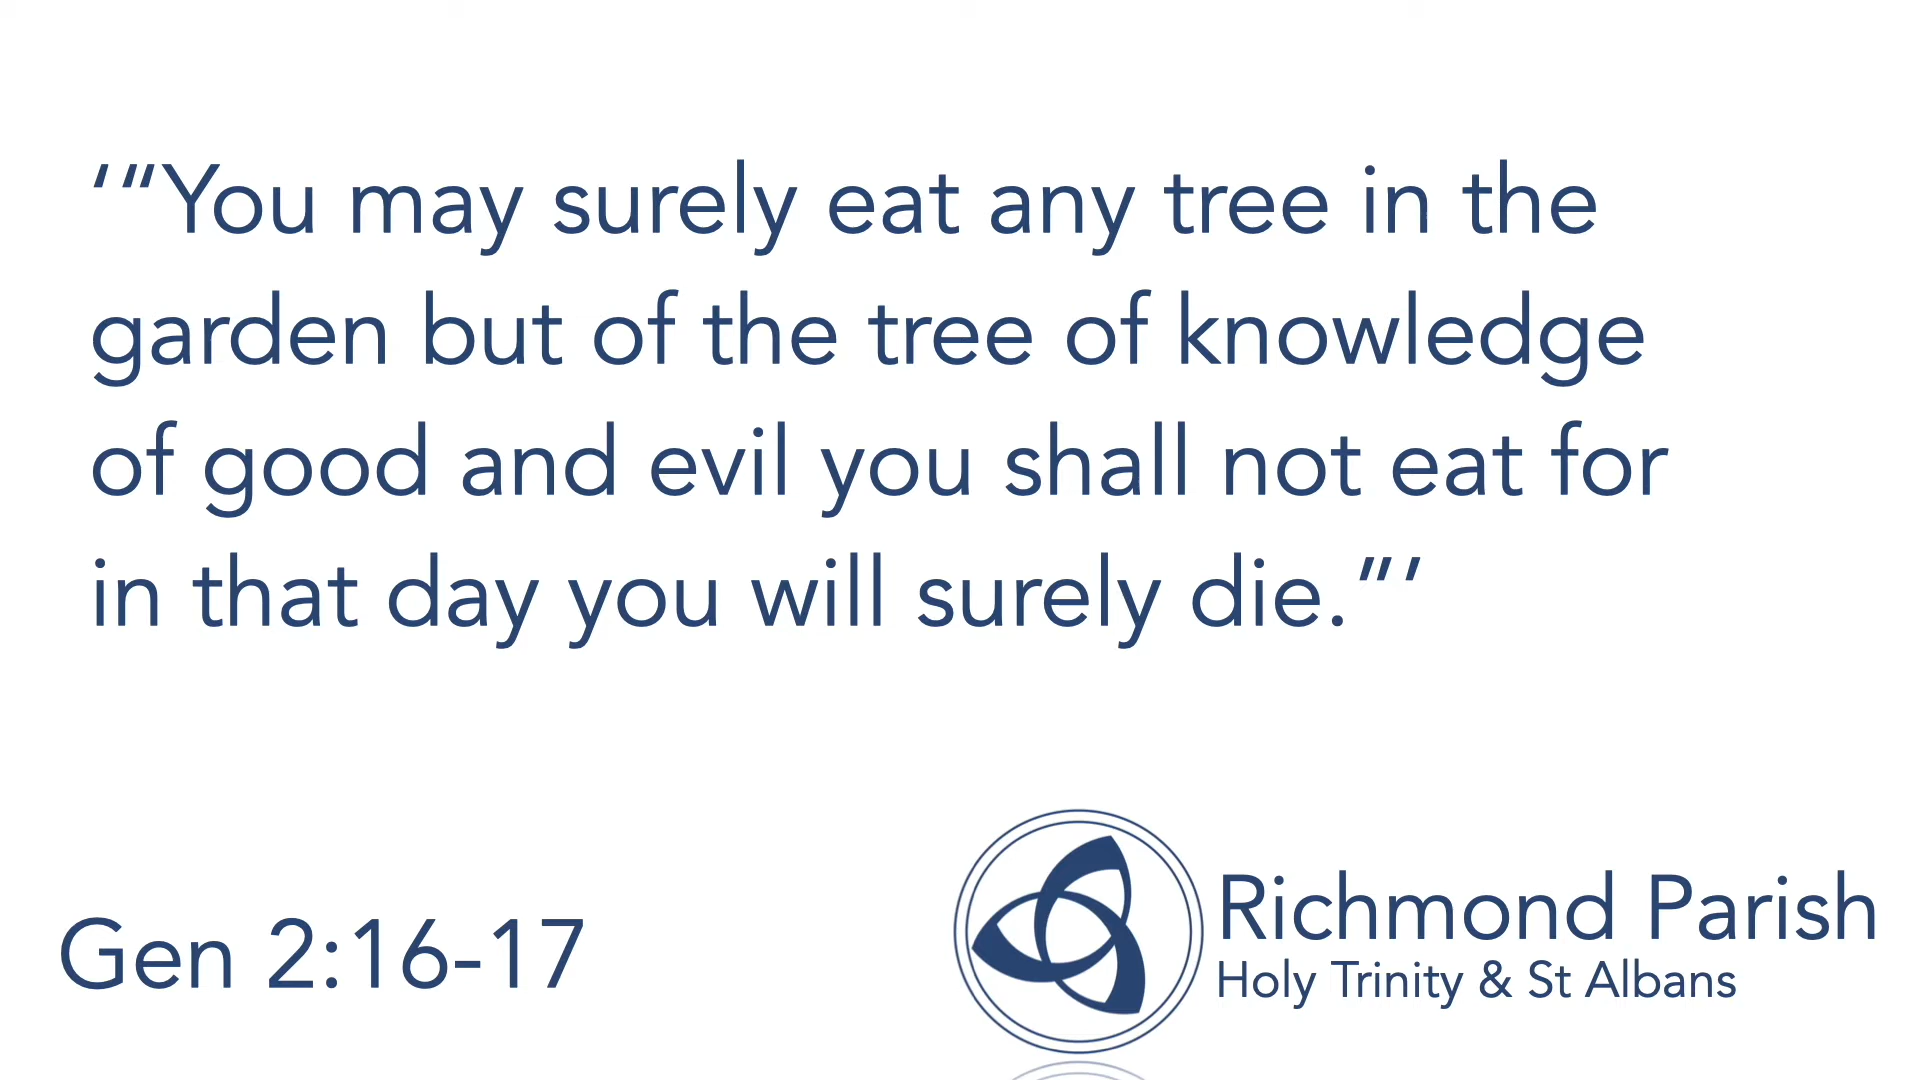 ‘“You may surely eat any tree in the
garden but of the tree of knowledge
of good and evil you shall not eat for
in that day you will surely die.”’
Gen 2:16-17
Richmond Parish
Holy Trinity & St Albans